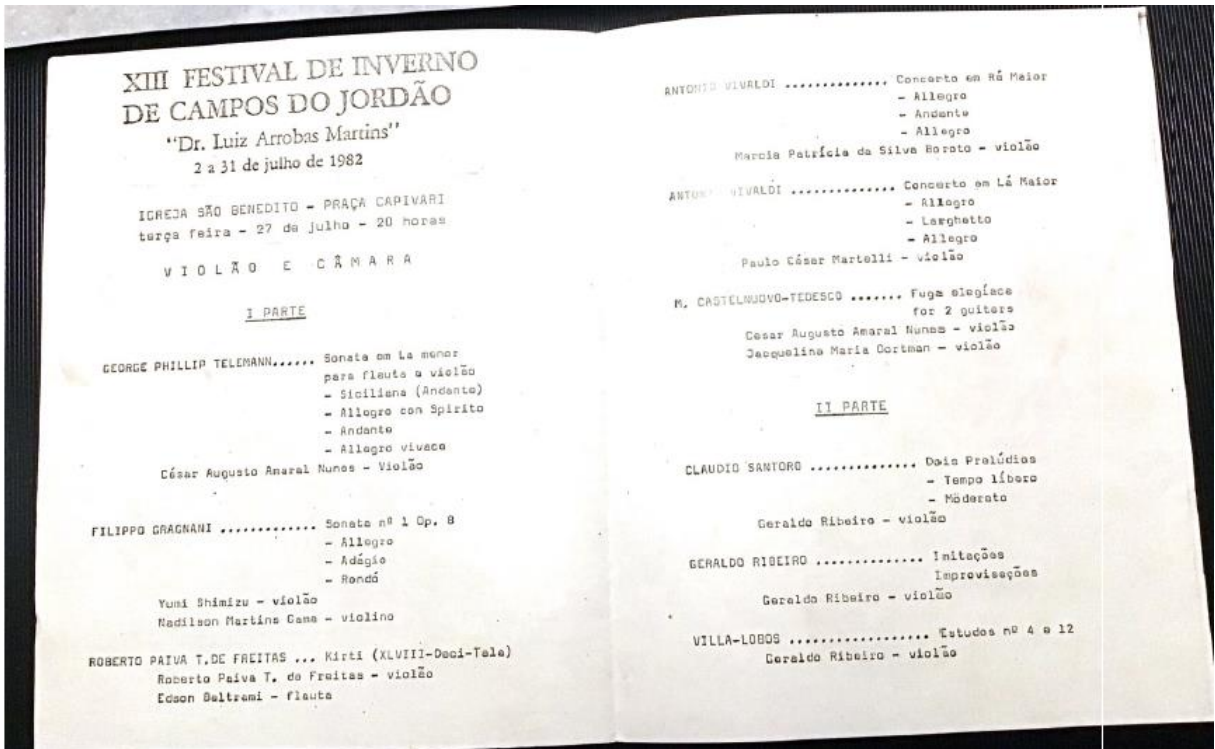 XIII FESTIVAL DE INVERNO
DE CAMPOS DO JORDÃO
"Dr. Luiz Arrobas Martins"
2 a 31 de julho de 1982
IGREJA SÃO BENEDITO - PRAÇA CAPIVARI
terça feira - 27 de julho - 20 horas
VIOLÃO E CÂMARA
I PARTE
GEORGE PHILLIP TELEMANN...... Sonata em La menor
para flauta e violão
- Siciliana (Andante)
- Allegro con Spirito
- Andante
- Allegro vivace
César Augusto Amaral Nunes - Violão
FILIPPO GRAGNANI ............. Sonata nº 1 Op. 8
- Allegro
- Adágio
- Rondó
Yumi Shimizu - violão
Nadilson Martins Gama - violino
ROBERTO PAIVA T.DE FREITAS ... Kirti (XLVIII-Deci-Tala)
Roberto Paiva T. de Freitas - violão
Edson Beltrami - flauta
ANTONIO VIVALDI .............. Concerto em Rá Maior
- Allegro
- Andante
- Allegro
Marcia Patrícia da Silva Boroto - violão
ANTONIO VIVALDI .............. Concerto em Lá Maior
- Allegro
- Larghetto
- Allegro
Paulo César Martelli - violão
M. CASTELNUOVO-TEDESCO ....... Fuga elegíaca
for 2 guitars
Cesar Augusto Amaral Nunes - violão
Jacqueline Maria Dortman - violão
II PARTE
CLAUDIO SANTORO .............. Dois Prelúdios
- Tempo líbero
- Moderato
Geraldo Ribeiro - violão
GERALDO RIBEIRO .............. Imitações
Improvisações
Geraldo Ribeiro - violão
VILLA-LOBOS .................. Estudos nº 4 e 12
Geraldo Ribeiro - violão